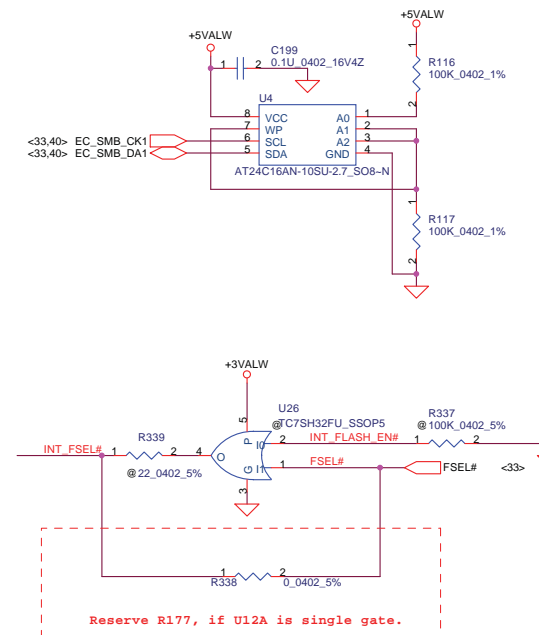 +5VALW
+5VALW
C199
1 2 0.1U_0402_16V4Z
1
R116
100K_0402_1%
2
U4
8 VCC A0 1
7 WP A1 2
<33,40> EC_SMB_CK1 6 SCL A2 3
<33,40> EC_SMB_DA1 5 SDA GND 4
AT24C16AN-10SU-2.7_SO8~N
1
R117
100K_0402_1%
2
+3VALW
U26
@TC7SH32FU_SSOP5
5
R337
@100K_0402_5%
INT_FSEL# 1 R339 2 4 O P I0 2 INT_FLASH_EN# 1 2
@22_0402_5%
G I1 1 FSEL# FSEL# <33>
3
1 2
R338 0_0402_5%
Reserve R177, if U12A is single gate.